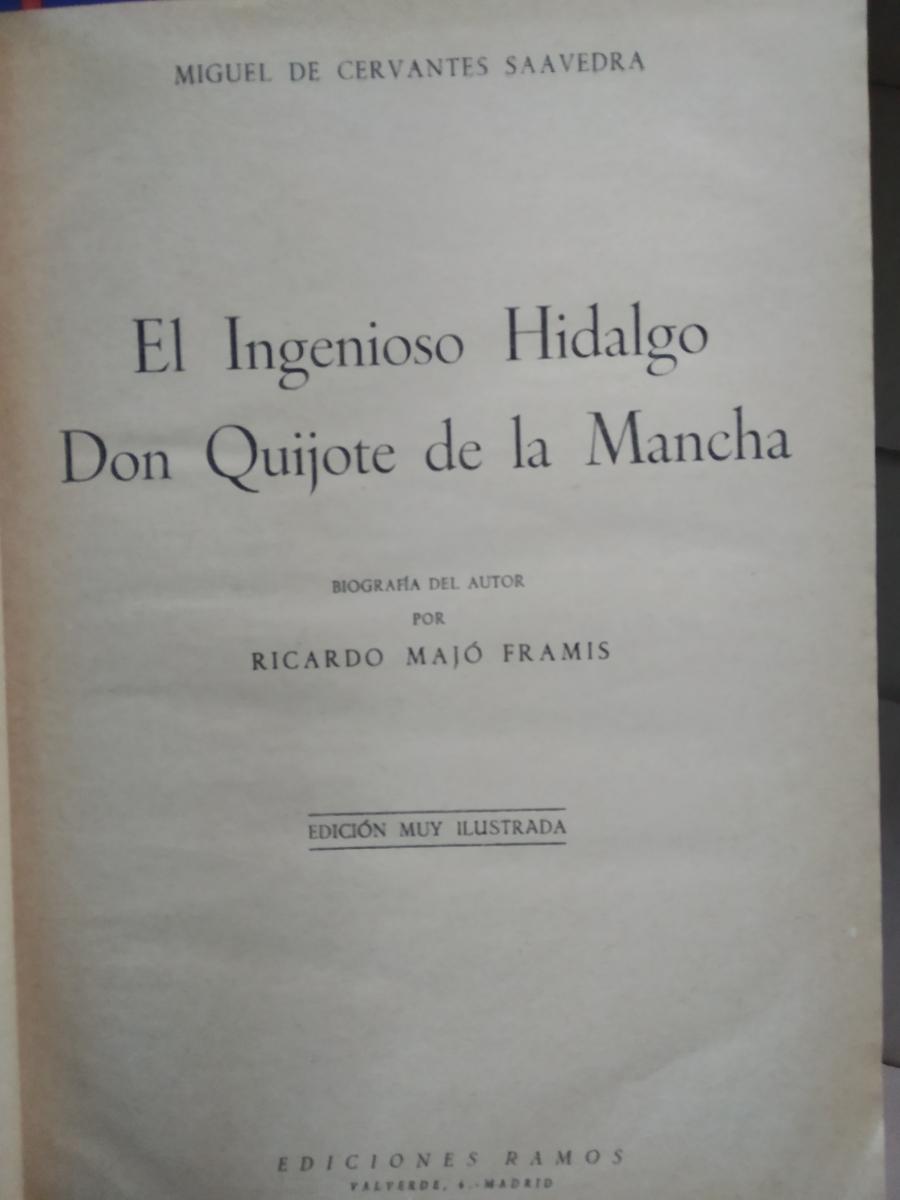 MIGUEL DE CERVANTES SAAVEDRA
El Ingenioso Hidalgo
Don Quijote de la Mancha
BIOGRAFÍA DEL AUTOR
POR
RICARDO MAJÓ FRAMIS
EDICIÓN MUY ILUSTRADA
EDICIONES RAMOS
VALVERDE, 6.-MADRID